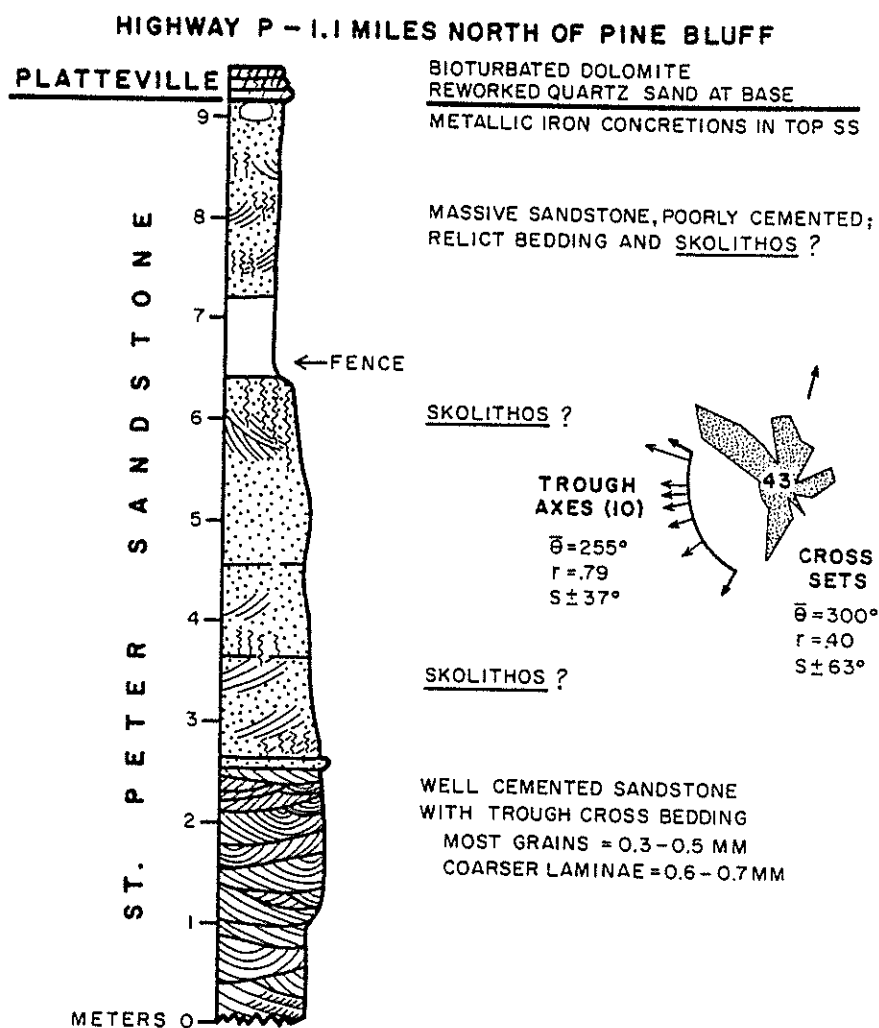 HIGHWAY P – 1.1 MILES NORTH OF PINE BLUFF
PLATTEVILLE
BIOTURBATED DOLOMITE
REWORKED QUARTZ SAND AT BASE
METALLIC IRON CONCRETIONS IN TOP SS
9
8
MASSIVE SANDSTONE, POORLY CEMENTED;
RELICT BEDDING AND SKOLITHOS ?
7
←FENCE
6
SKOLITHOS ?
43
TROUGH
AXES (10)
θ̅=255°
r=.79
S±37°
CROSS
SETS
θ̅=300°
r=.40
S±63°
5
4
SKOLITHOS ?
3
WELL CEMENTED SANDSTONE
WITH TROUGH CROSS BEDDING
MOST GRAINS = 0.3–0.5 MM
COARSER LAMINAE = 0.6–0.7 MM
2
1
METERS 0
ST. PETER SANDSTONE